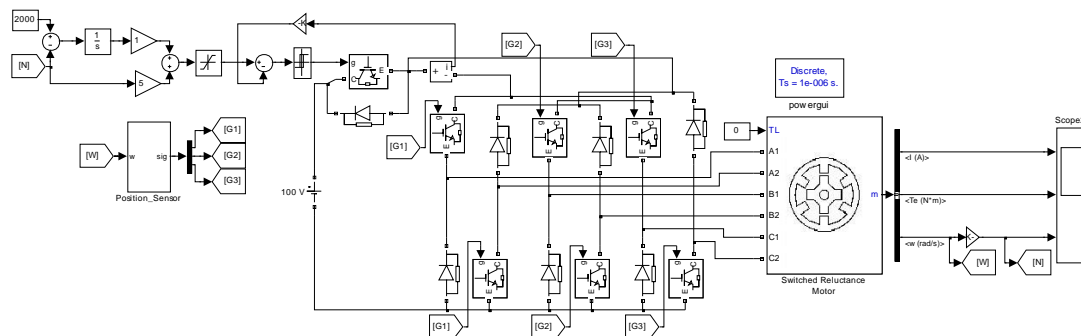 2000
[N]
1
s
1
5
-K-
g
C
E
+
i
-
[G1]
[G2]
[G3]
g
C
E
g
C
E
g
C
E
[W]
w
sig
Position_Sensor
[G1]
[G2]
[G3]
100 V
Discrete,
Ts = 1e-006 s.
powergui
0
TL
A1
A2
B1
B2
C1
C2
m
Switched Reluctance
Motor
<I (A)>
<Te (N*m)>
<w (rad/s)>
K-
[W]
[N]
Scope2
[G1]
g
C
E
[G2]
g
C
E
[G3]
g
C
E